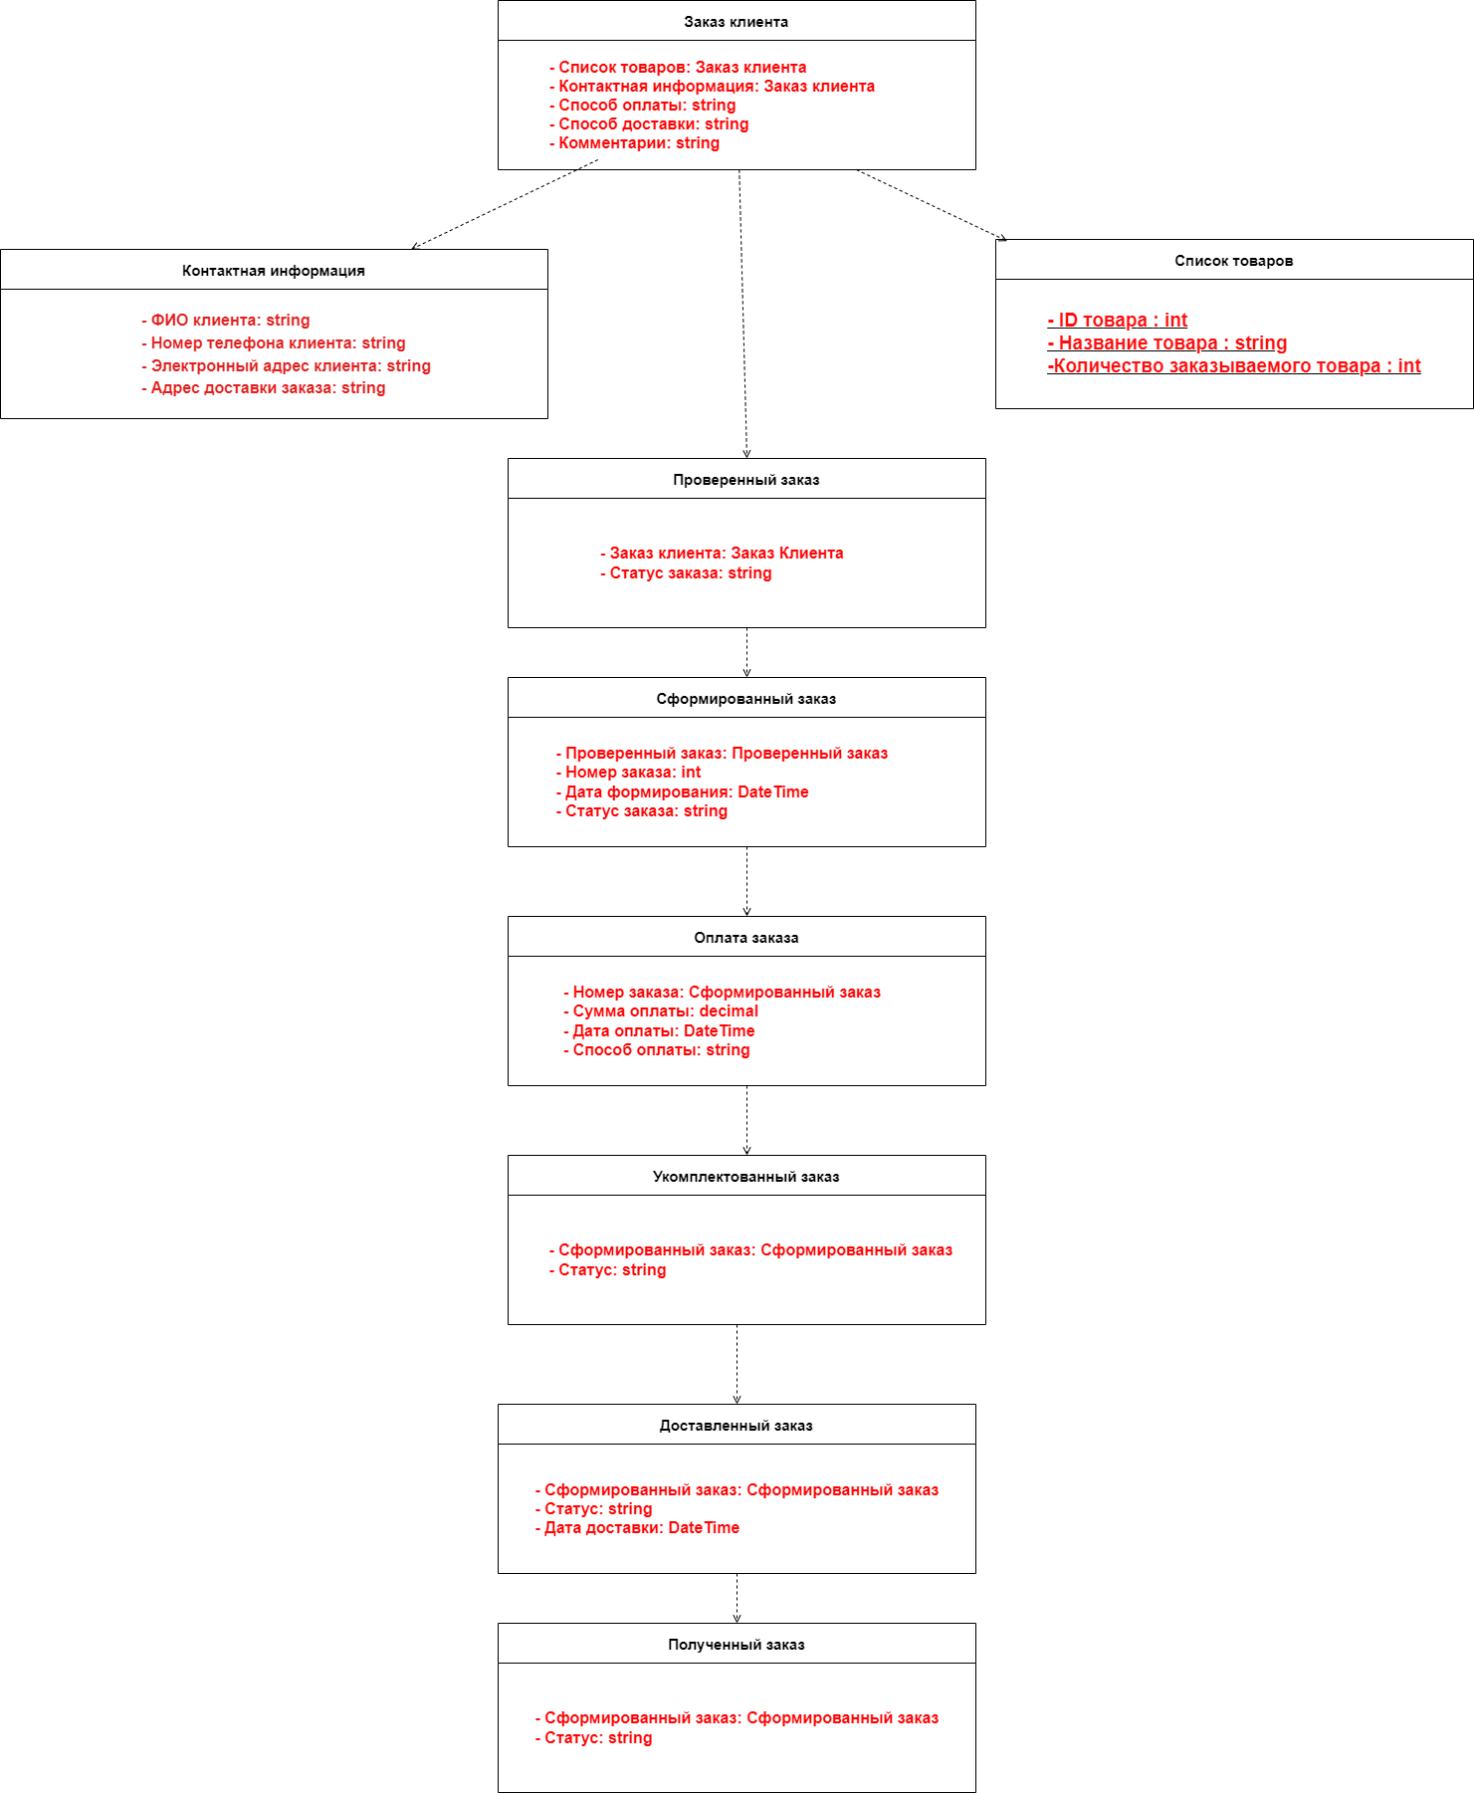 Заказ клиента
- Список товаров: Заказ клиента
- Контактная информация: Заказ клиента
- Способ оплаты: string
- Способ доставки: string
- Комментарии: string
Контактная информация
- ФИО клиента: string
- Номер телефона клиента: string
- Электронный адрес клиента: string
- Адрес доставки заказа: string
Список товаров
- ID товара : int
- Название товара : string
-Количество заказываемого товара : int
Проверенный заказ
- Заказ клиента: Заказ Клиента
- Статус заказа: string
Сформированный заказ
- Проверенный заказ: Проверенный заказ
- Номер заказа: int
- Дата формирования: DateTime
- Статус заказа: string
Оплата заказа
- Номер заказа: Сформированный заказ
- Сумма оплаты: decimal
- Дата оплаты: DateTime
- Способ оплаты: string
Укомплектованный заказ
- Сформированный заказ: Сформированный заказ
- Статус: string
Доставленный заказ
- Сформированный заказ: Сформированный заказ
- Статус: string
- Дата доставки: DateTime
Полученный заказ
- Сформированный заказ: Сформированный заказ
- Статус: string